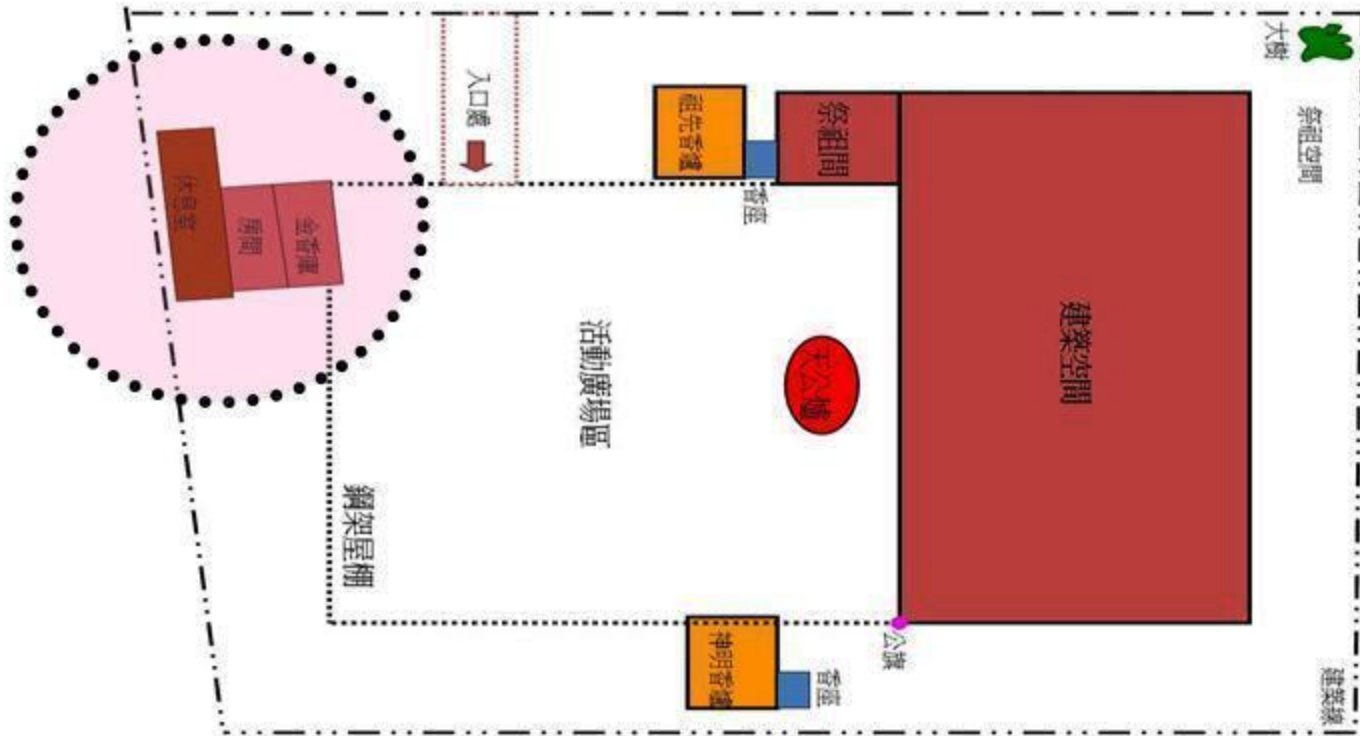 大樹
祭祖空間
入口處
祖先香爐
祭祖間
香座
休息室
房間
金香庫
建築空間
天公爐
活動廣場區
鋼架屋棚
公旗
神明香爐
香座
建築線